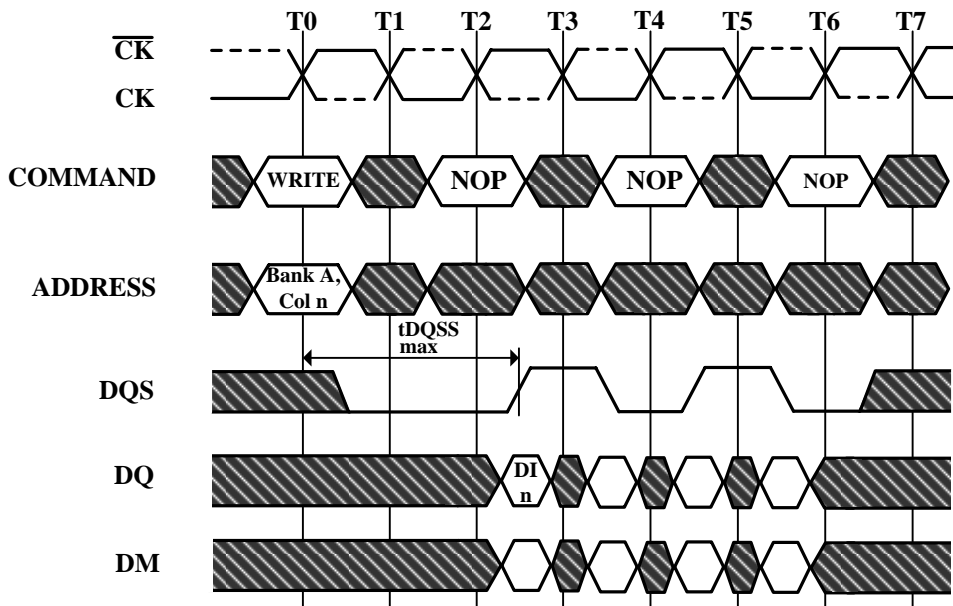 T0 T1 T2 T3 T4 T5 T6 T7
CK
CK
COMMAND WRITE NOP NOP NOP
ADDRESS Bank A,
Col n
tDQSS
max
DQS
DQ DI
n
DM